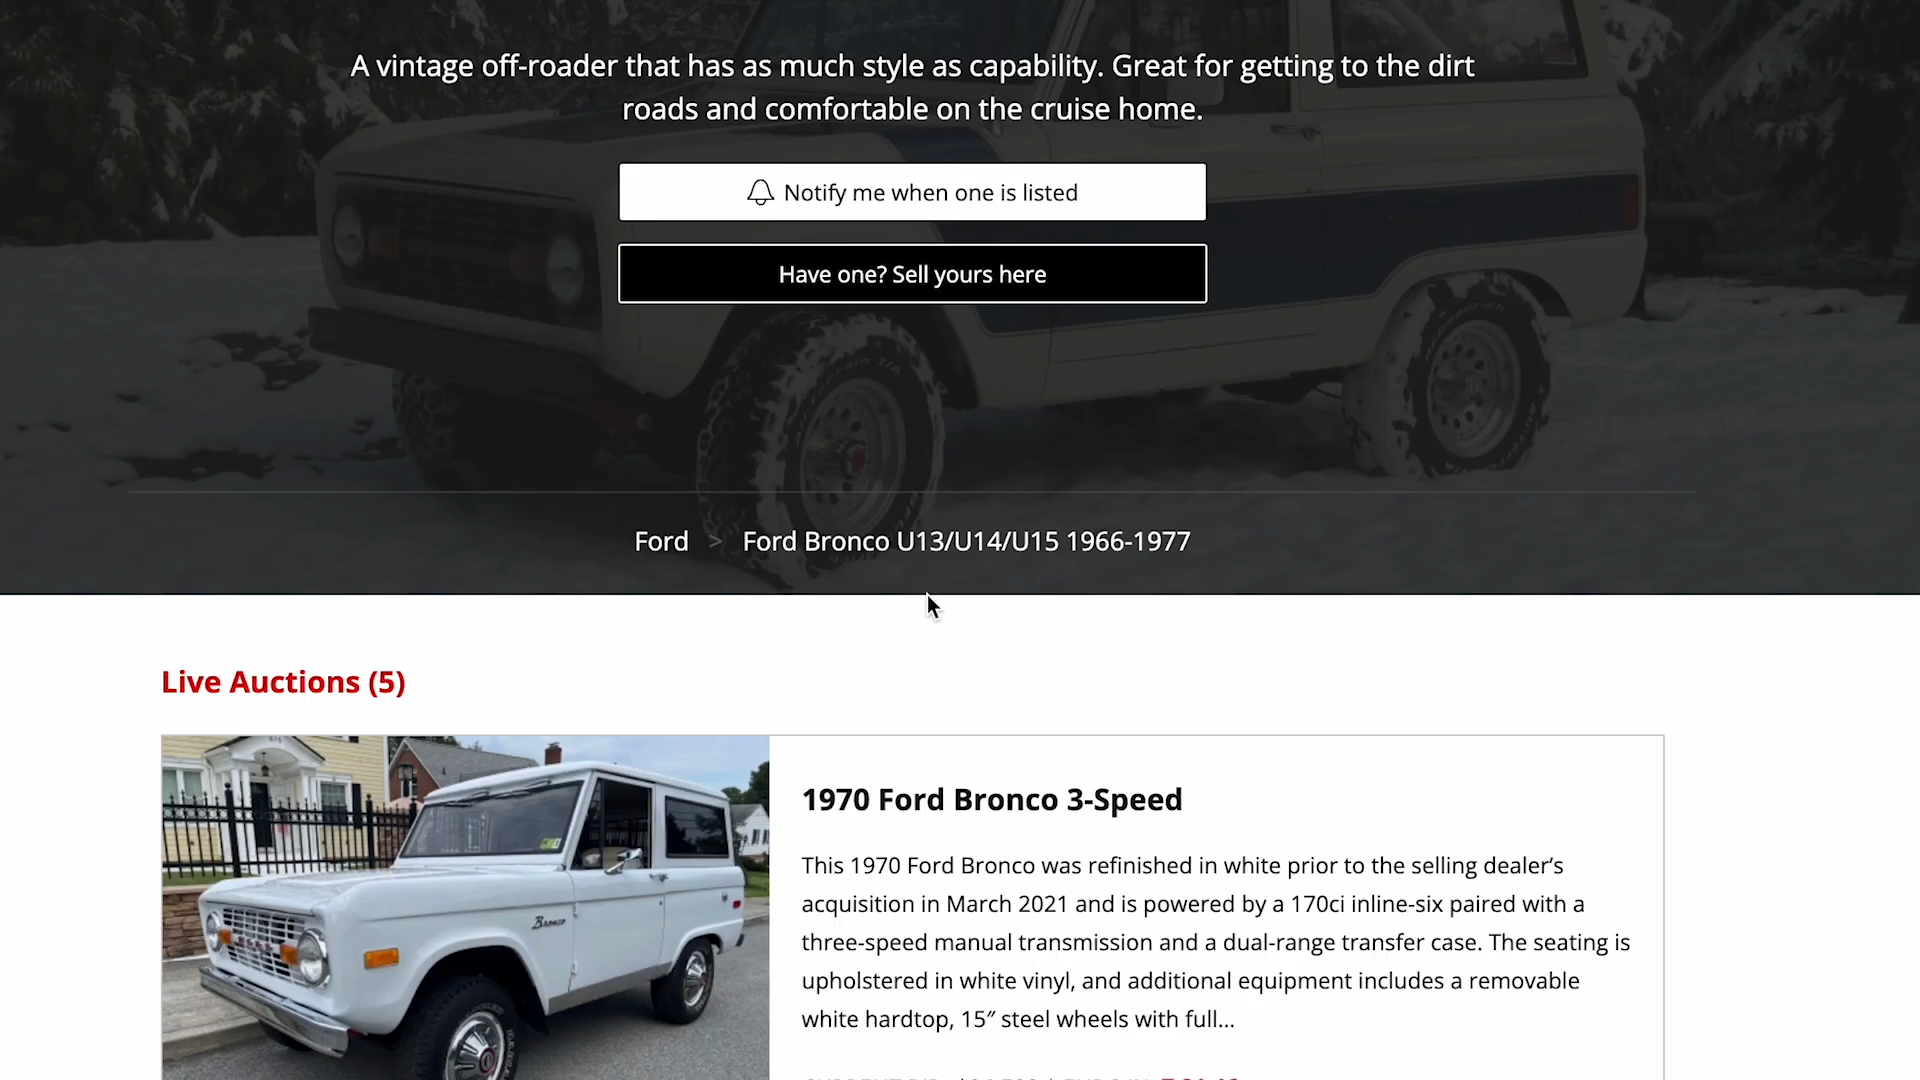 A vintage off-roader that has as much style as capability. Great for getting to the dirt
roads and comfortable on the cruise home.
Notify me when one is listed
Have one? Sell yours here
Ford > Ford Bronco U13/U14/U15 1966-1977
Live Auctions (5)
1970 Ford Bronco 3-Speed
This 1970 Ford Bronco was refinished in white prior to the selling dealer’s
acquisition in March 2021 and is powered by a 170ci inline-six paired with a
three-speed manual transmission and a dual-range transfer case. The seating is
upholstered in white vinyl, and additional equipment includes a removable
white hardtop, 15″ steel wheels with full...
Bronco